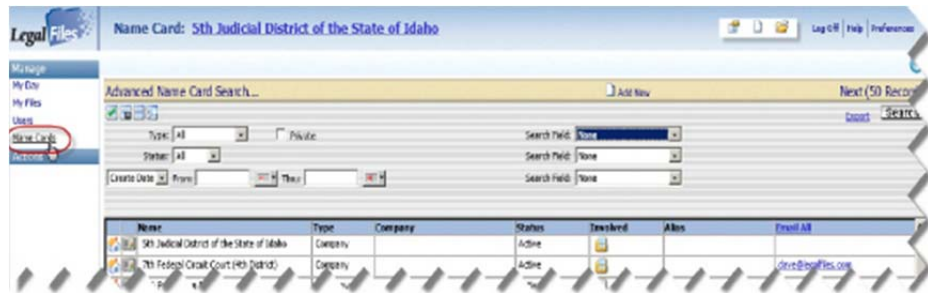 Legal Files
Name Card: 5th Judicial District of the State of Idaho
Log Off | Help | Preferences
Manage
My Day
My Files
Users
Name Cards
Actions
Advanced Name Card Search...
Add New
Next (50 Recor
Export
Searc
Type: All
Private
Search Field: None
Status: All
Search Field: None
Create Date From Thru
Search Field: None
Name Type Company Status Involved Alias Email All
5th Judicial District of the State of Idaho Company Active
7th Federal Circuit Court (4th District) Company Active dave@legalfiles.com